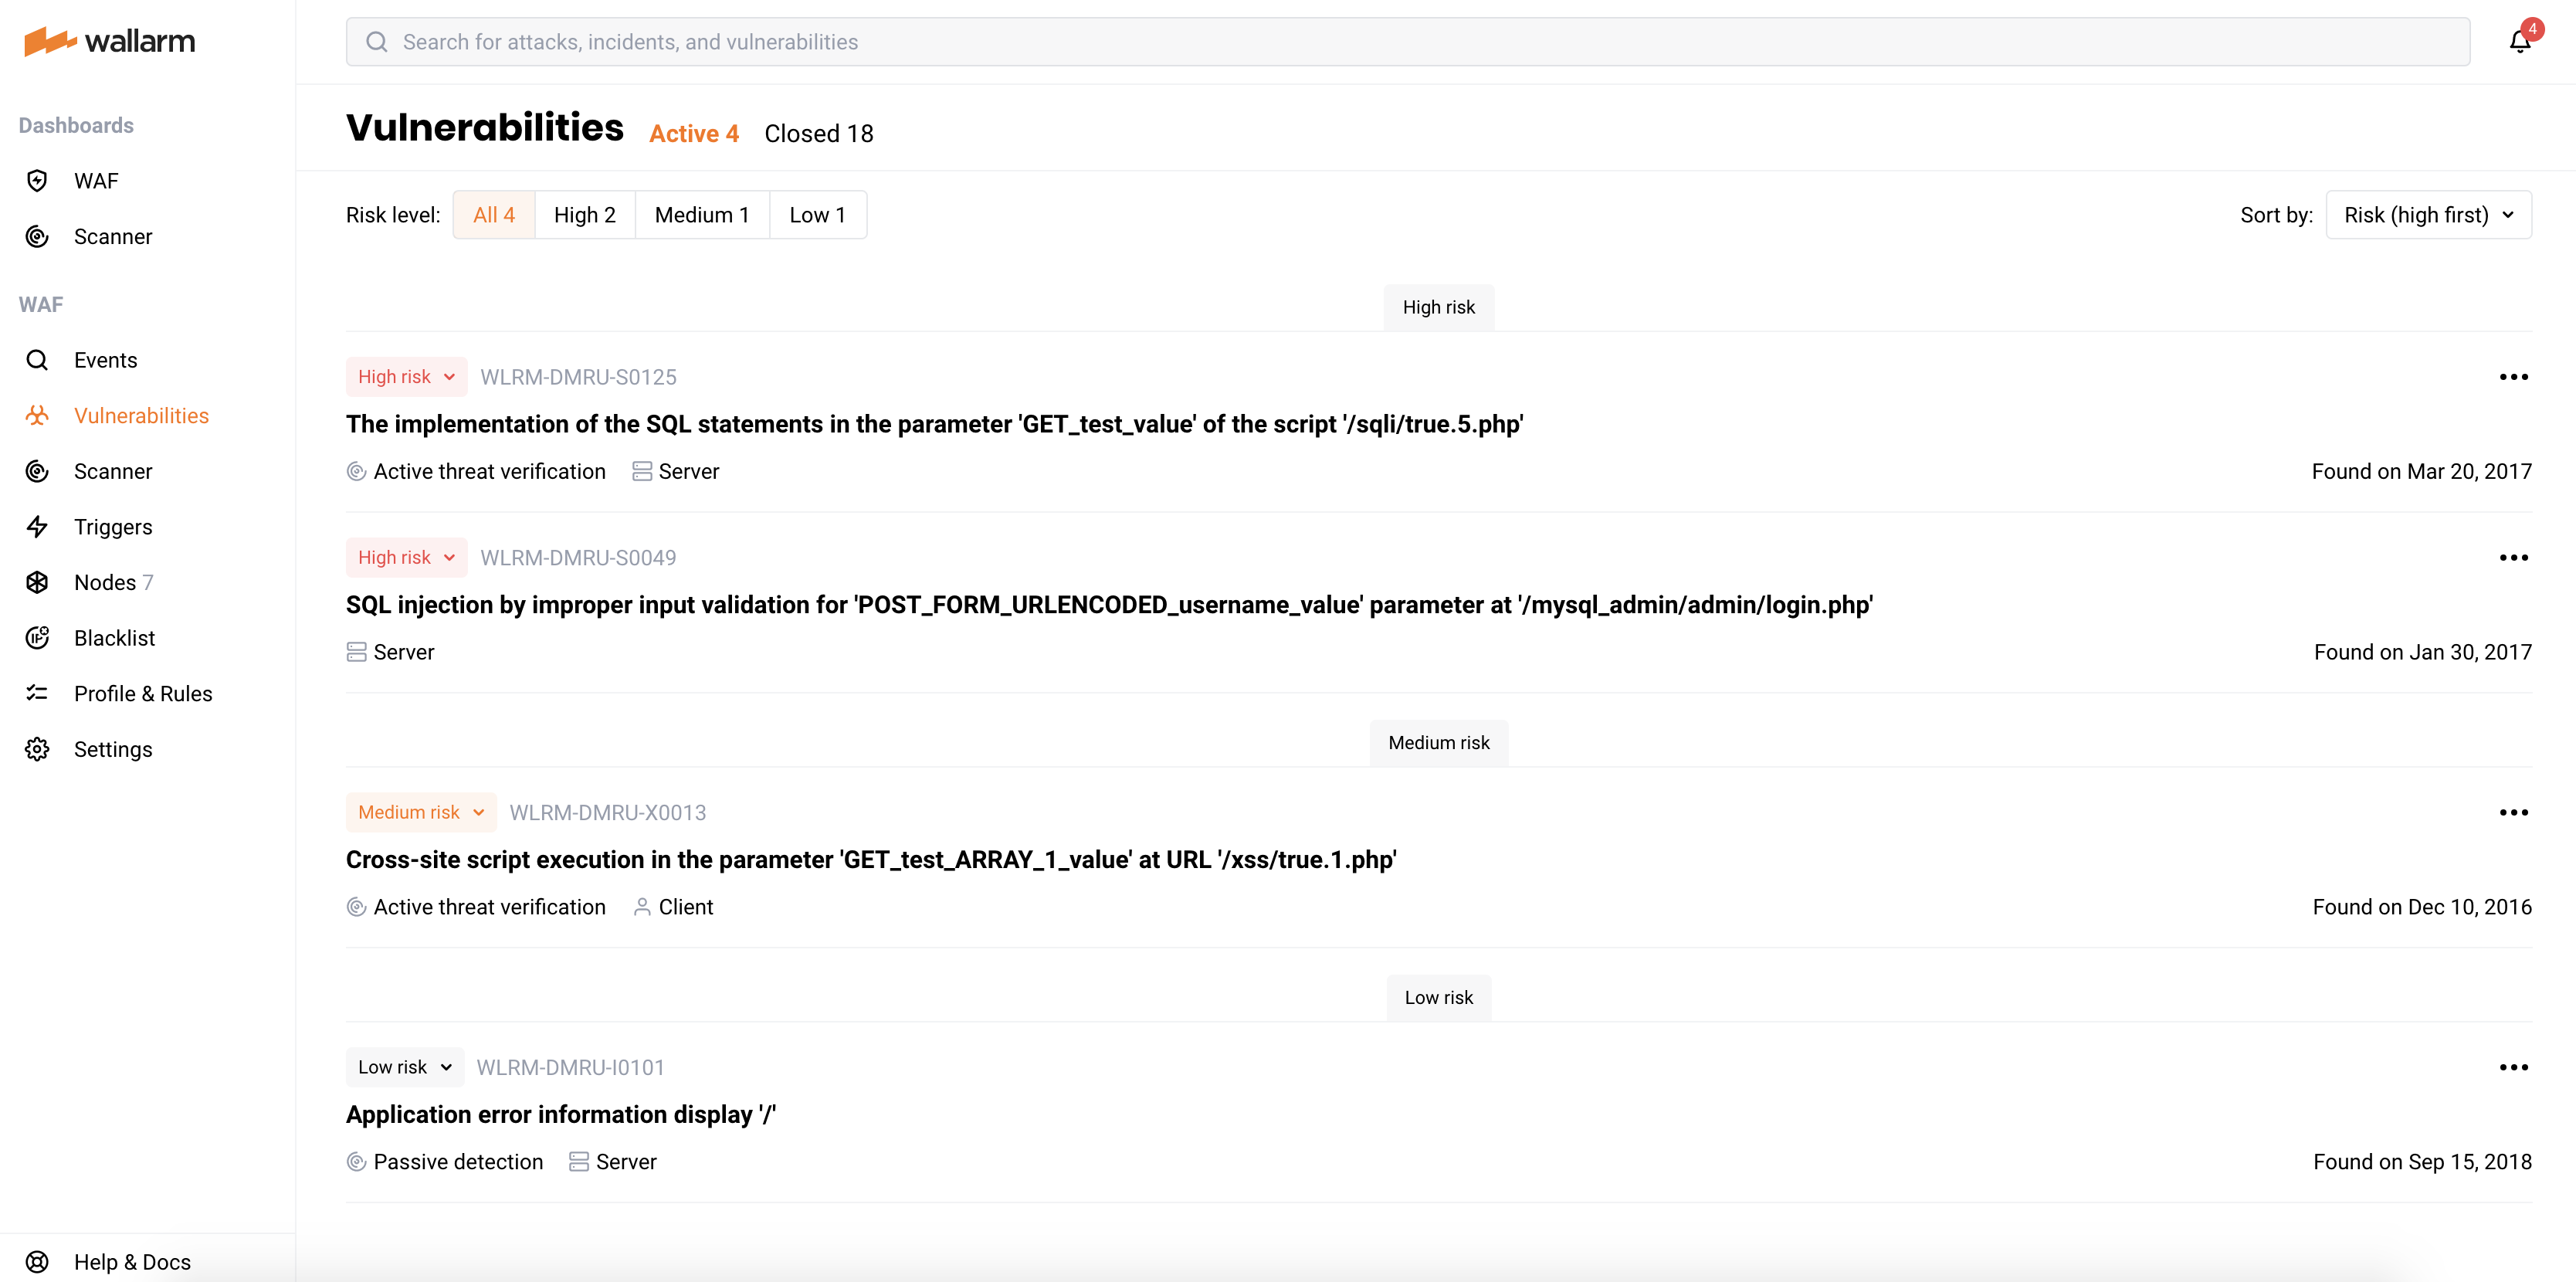 wallarm
Search for attacks, incidents, and vulnerabilities
4
Dashboards
WAF
Scanner
WAF
Events
Vulnerabilities
Scanner
Triggers
Nodes 7
Blacklist
Profile & Rules
Settings
Help & Docs
Vulnerabilities Active 4 Closed 18
Risk level: All 4 High 2 Medium 1 Low 1 Sort by: Risk (high first)
High risk
High risk WLRM-DMRU-S0125
The implementation of the SQL statements in the parameter 'GET_test_value' of the script '/sqli/true.5.php'
Active threat verification Server Found on Mar 20, 2017
High risk WLRM-DMRU-S0049
SQL injection by improper input validation for 'POST_FORM_URLENCODED_username_value' parameter at '/mysql_admin/admin/login.php'
Server Found on Jan 30, 2017
Medium risk
Medium risk WLRM-DMRU-X0013
Cross-site script execution in the parameter 'GET_test_ARRAY_1_value' at URL '/xss/true.1.php'
Active threat verification Client Found on Dec 10, 2016
Low risk
Low risk WLRM-DMRU-I0101
Application error information display '/'
Passive detection Server Found on Sep 15, 2018